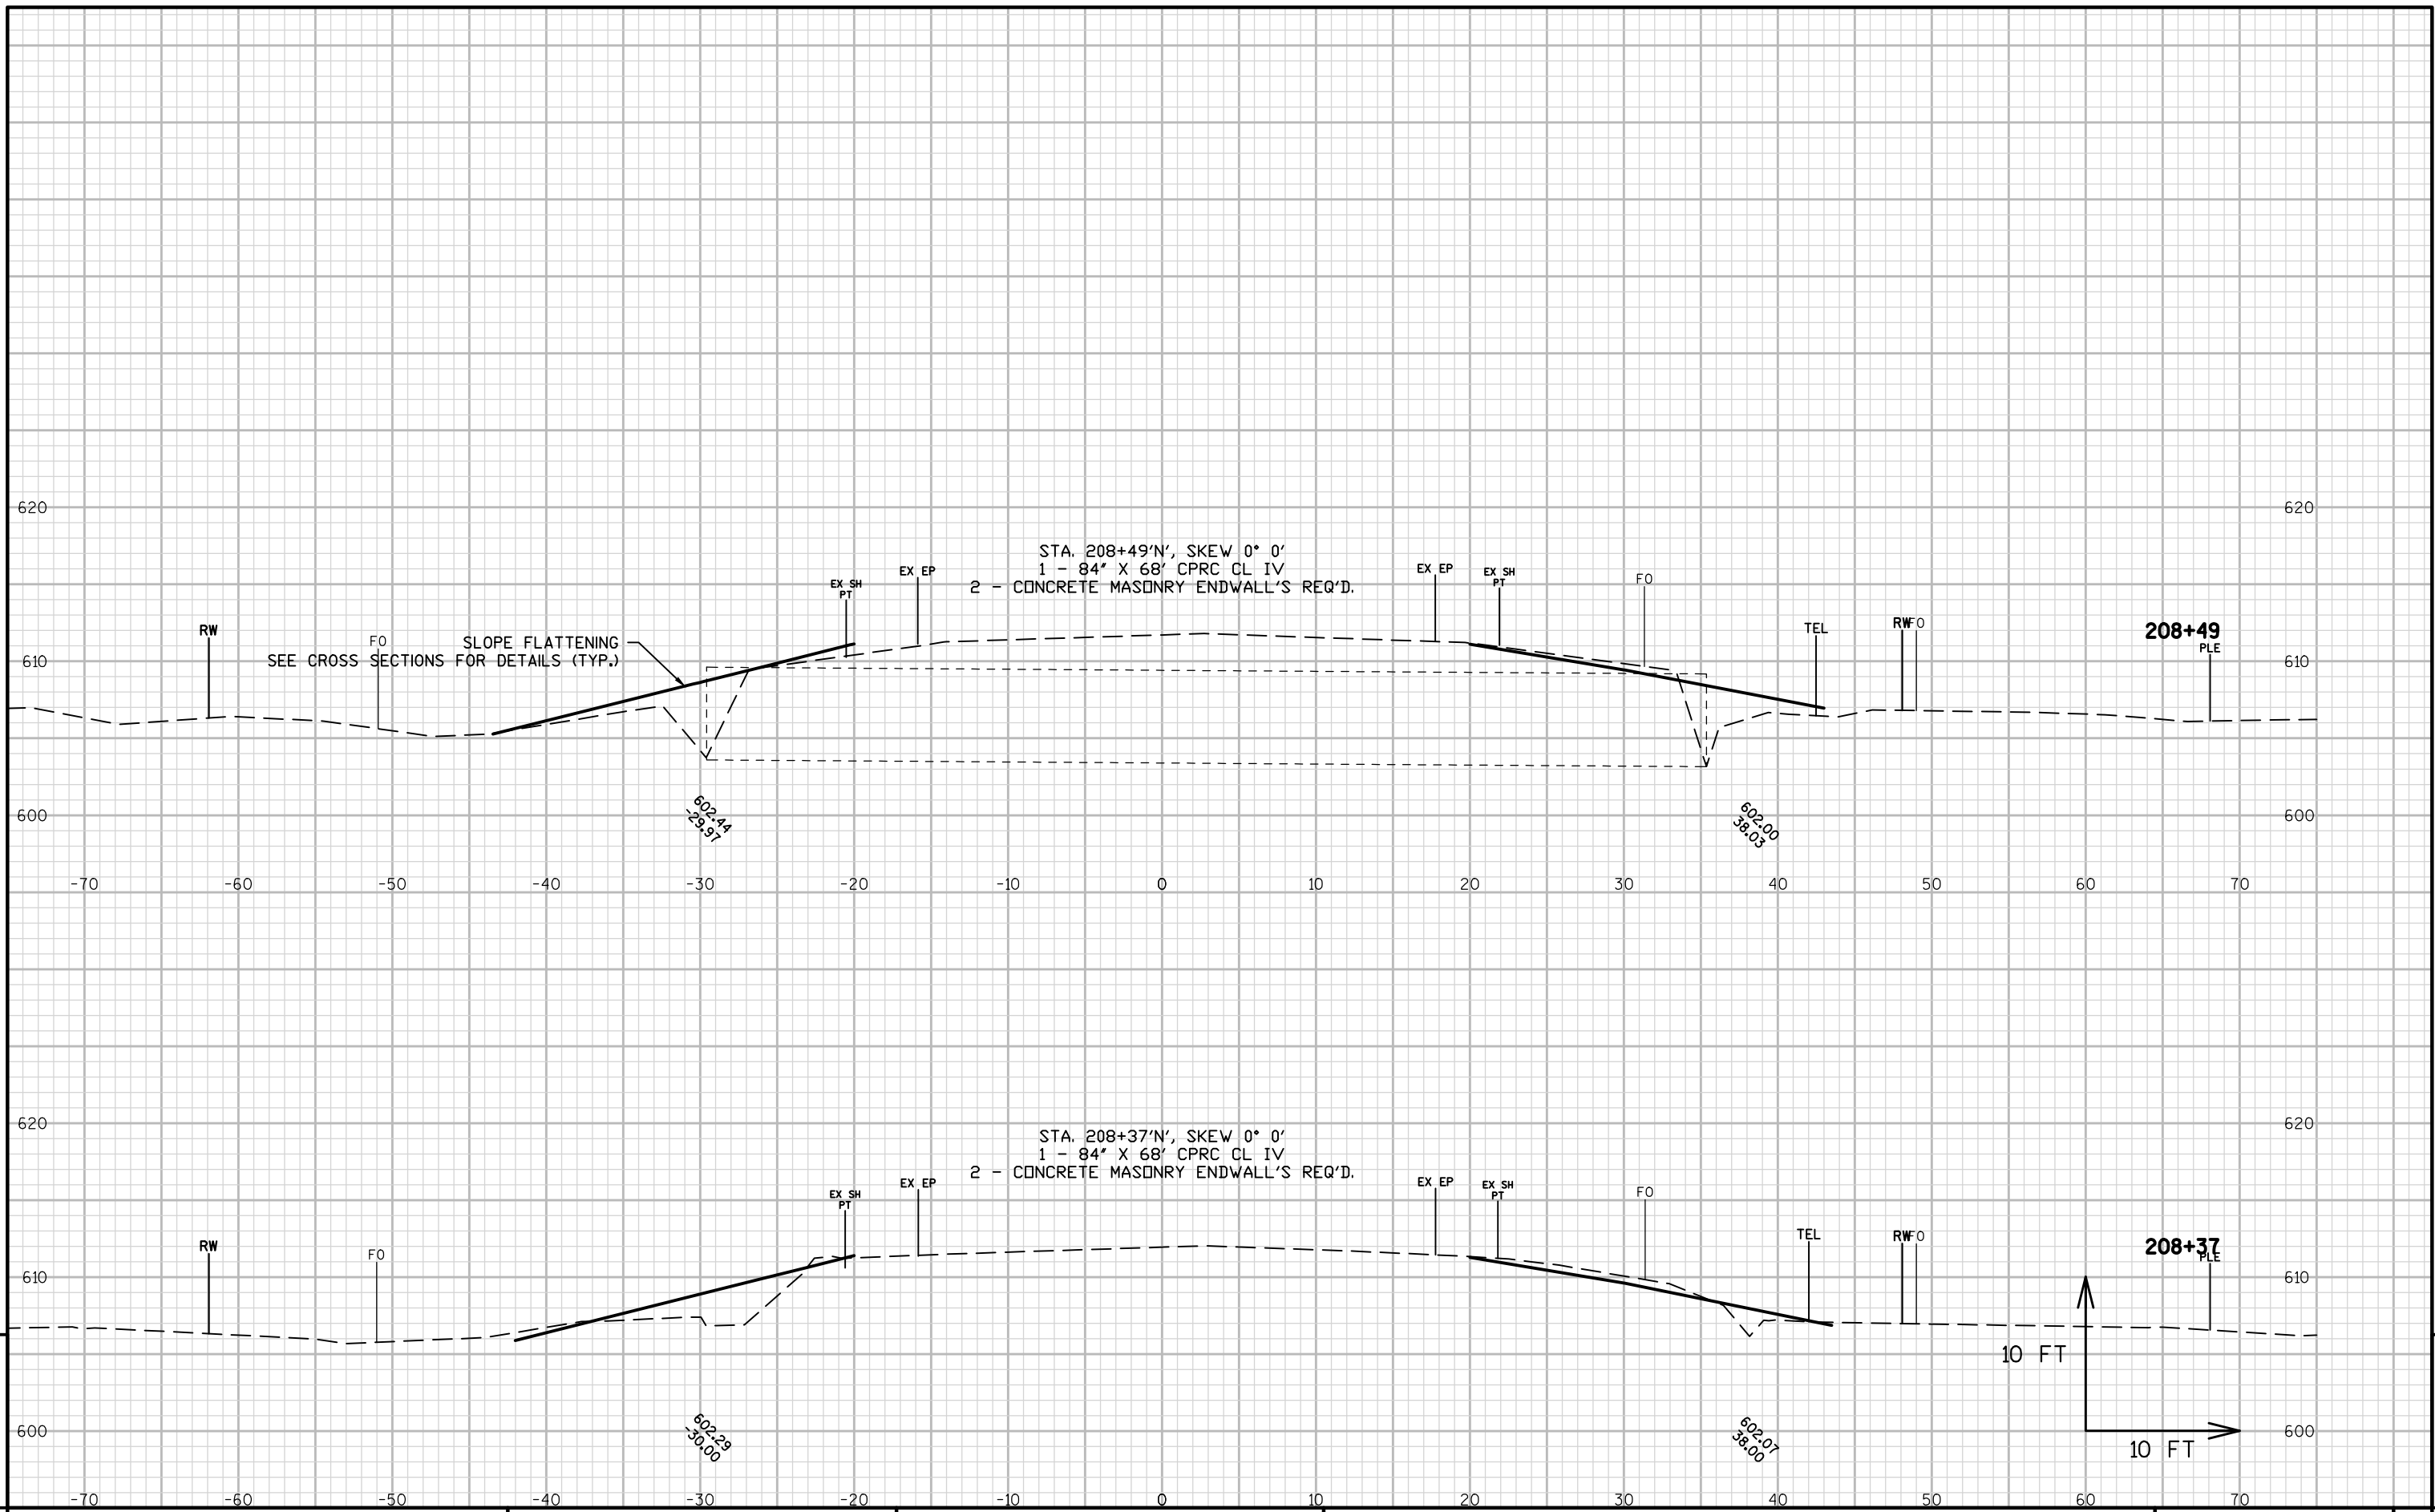 620
620
STA. 208+49'N', SKEW 0° 0'
1 - 84" X 68' CPRC CL IV
2 - CONCRETE MASONRY ENDWALL'S REQ'D.
EX SH
PT
EX EP
EX EP
EX SH
PT
FO
RW
FO
SLOPE FLATTENING
SEE CROSS SECTIONS FOR DETAILS (TYP.)
TEL
RW
FO
208+49
PLE
610
610
602.44
-29.97
602.00
38.03
600
600
-70 -60 -50 -40 -30 -20 -10 0 10 20 30 40 50 60 70
620
620
STA. 208+37'N', SKEW 0° 0'
1 - 84" X 68' CPRC CL IV
2 - CONCRETE MASONRY ENDWALL'S REQ'D.
EX SH
PT
EX EP
EX EP
EX SH
PT
FO
RW
FO
TEL
RW
FO
208+37
PLE
610
610
10 FT
602.29
-30.00
602.07
38.00
600
600
10 FT
-70 -60 -50 -40 -30 -20 -10 0 10 20 30 40 50 60 70